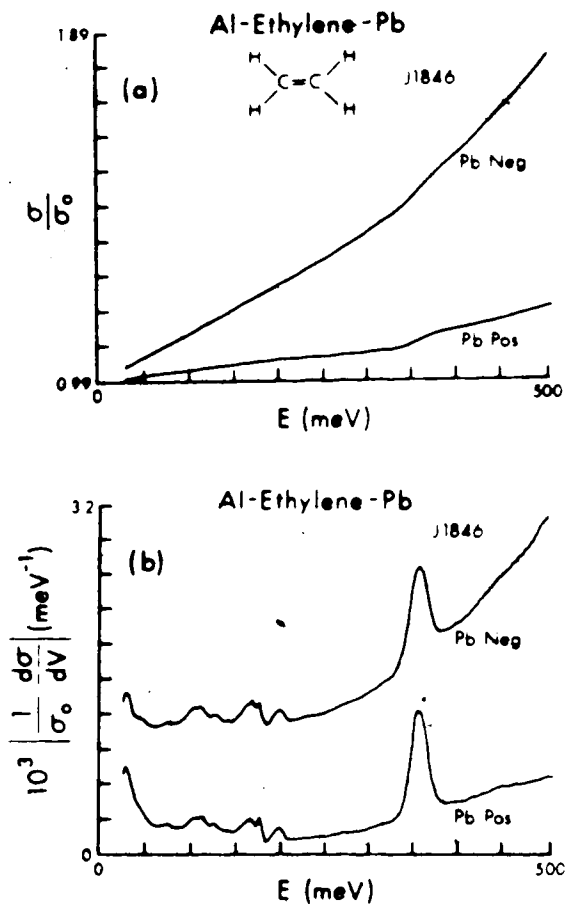 Al-Ethylene-Pb
1.89
(a)
H H
C=C
H H
J1846
Pb Neg
σ/σ°
Pb Pos
0.99
0 500
E (meV)
Al-Ethylene-Pb
3.2
J1846
(b)
Pb Neg
10³ |1/σ₀ dσ/dV| (meV⁻¹)
Pb Pos
0
0 500
E (meV)